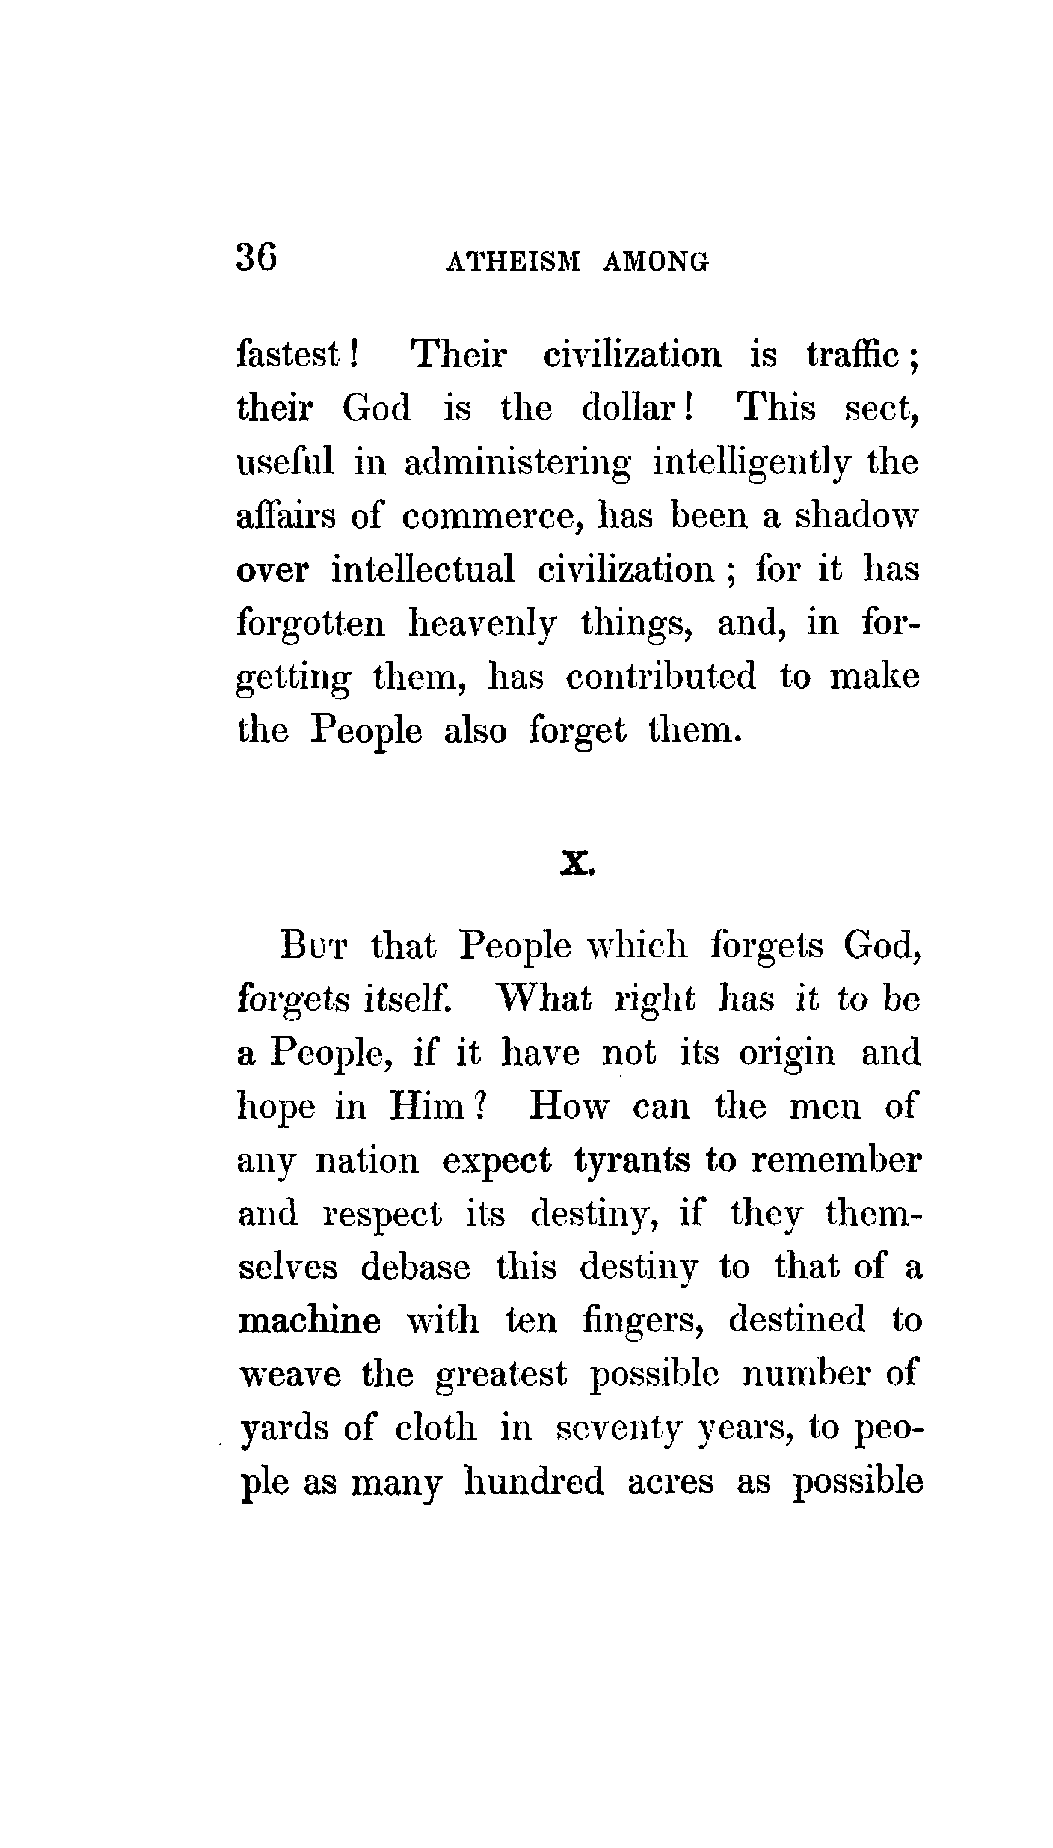 36 ATHEISM AMONG
fastest! Their civilization is traffic;
their God is the dollar! This sect,
useful in administering intelligently the
affairs of commerce, has been a shadow
over intellectual civilization; for it has
forgotten heavenly things, and, in for-
getting them, has contributed to make
the People also forget them.
X.
BUT that People which forgets God,
forgets itself. What right has it to be
a People, if it have not its origin and
hope in Him? How can the men of
any nation expect tyrants to remember
and respect its destiny, if they them-
selves debase this destiny to that of a
machine with ten fingers, destined to
weave the greatest possible number of
yards of cloth in seventy years, to peo-
ple as many hundred acres as possible